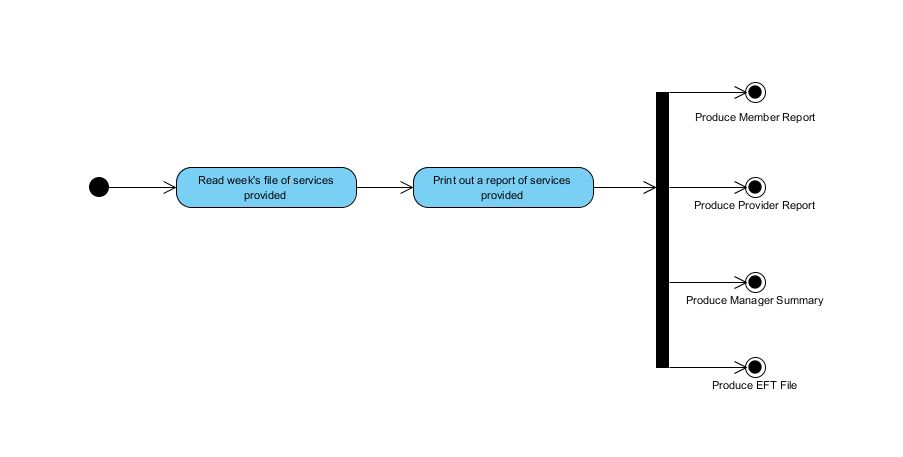 Read week's file of services
provided
Print out a report of services
provided
Produce Member Report
Produce Provider Report
Produce Manager Summary
Produce EFT File